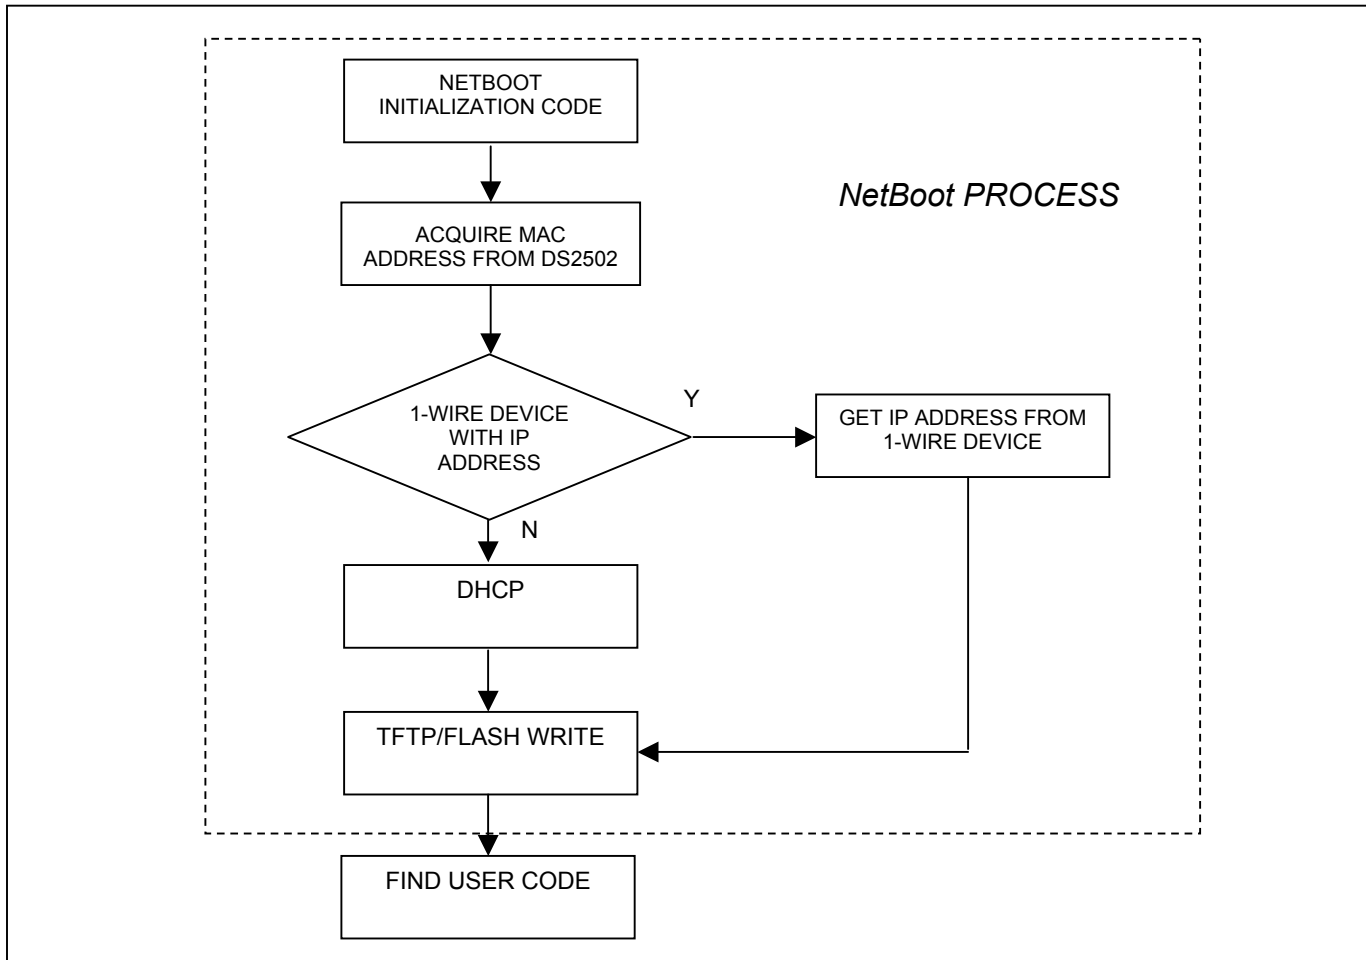 NETBOOT
INITIALIZATION CODE
NetBoot PROCESS
ACQUIRE MAC
ADDRESS FROM DS2502
1-WIRE DEVICE
WITH IP
ADDRESS
Y
GET IP ADDRESS FROM
1-WIRE DEVICE
N
DHCP
TFTP/FLASH WRITE
FIND USER CODE